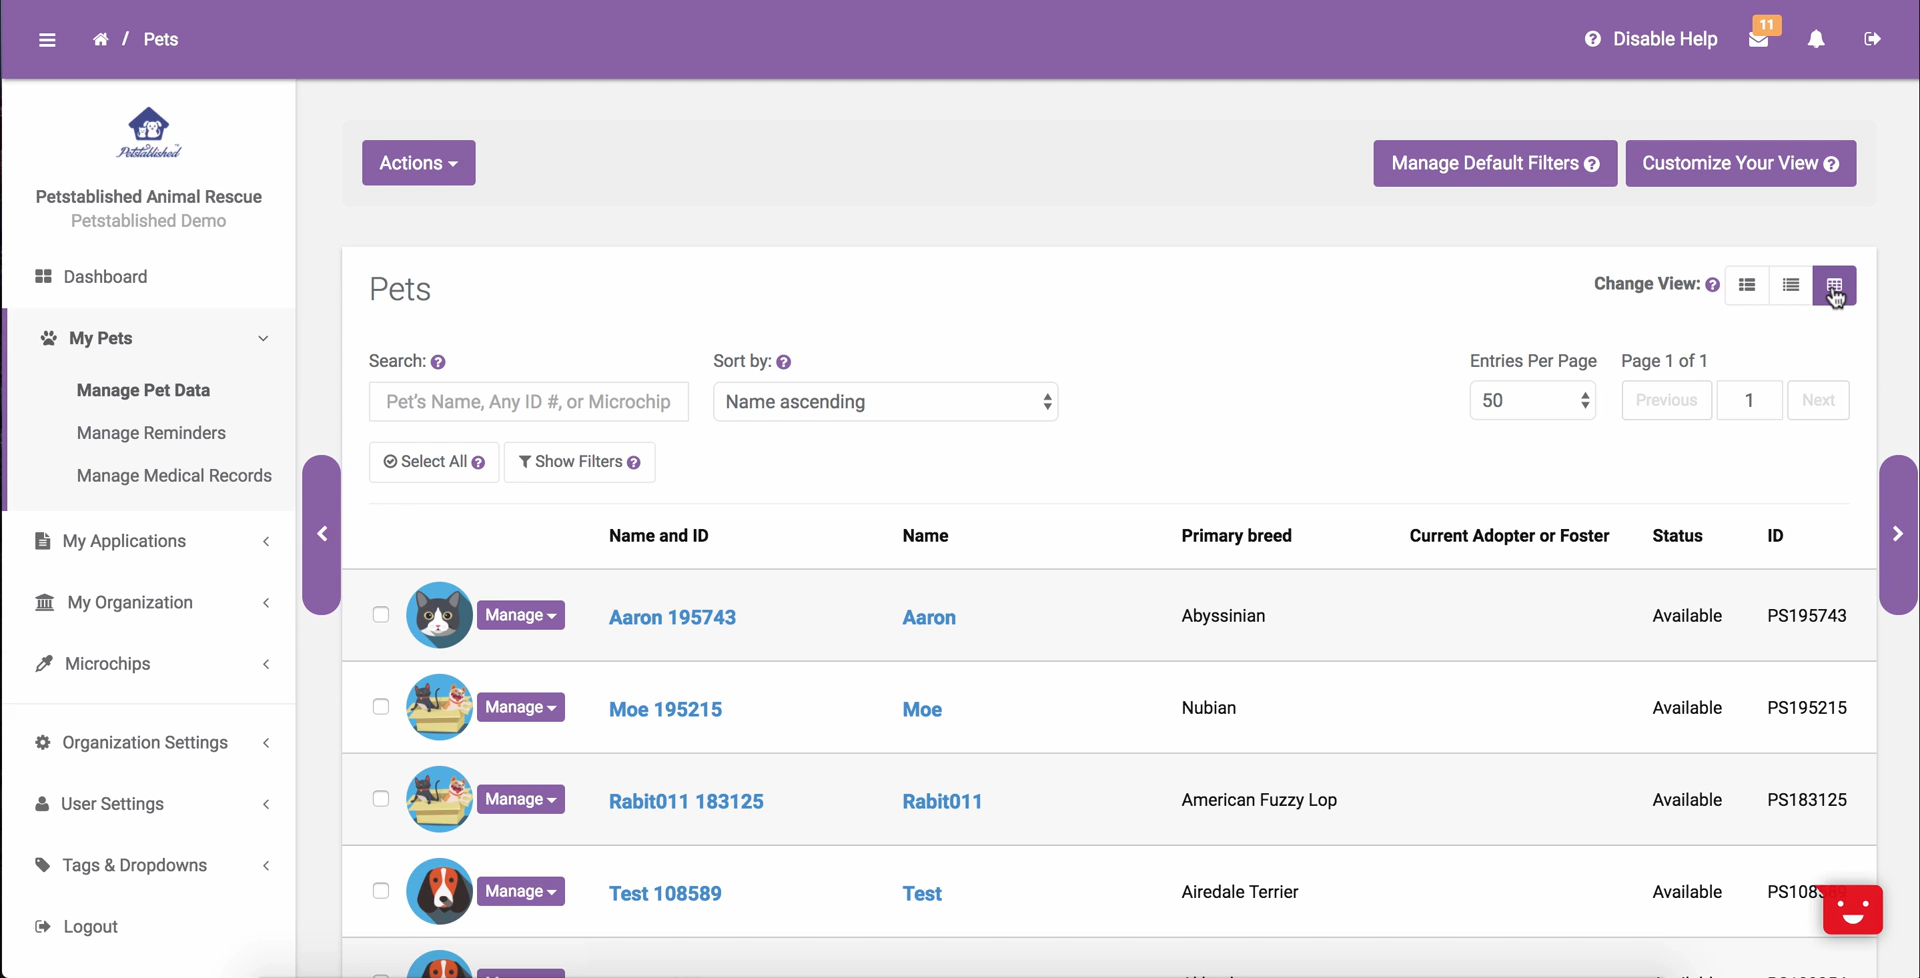 / Pets
Disable Help
11
Petstablished
Petstablished Animal Rescue
Petstablished Demo
Dashboard
My Pets
Manage Pet Data
Manage Reminders
Manage Medical Records
My Applications
My Organization
Microchips
Organization Settings
User Settings
Tags & Dropdowns
Logout
Actions
Manage Default Filters
Customize Your View
Pets
Change View:
Search:
Sort by:
Entries Per Page
Page 1 of 1
Pet's Name, Any ID #, or Microchip
Name ascending
50
Previous
1
Next
Select All
Show Filters
Name and ID Name Primary breed Current Adopter or Foster Status ID
Manage Aaron 195743 Aaron Abyssinian Available PS195743
Manage Moe 195215 Moe Nubian Available PS195215
Manage Rabit011 183125 Rabit011 American Fuzzy Lop Available PS183125
Manage Test 108589 Test Airedale Terrier Available